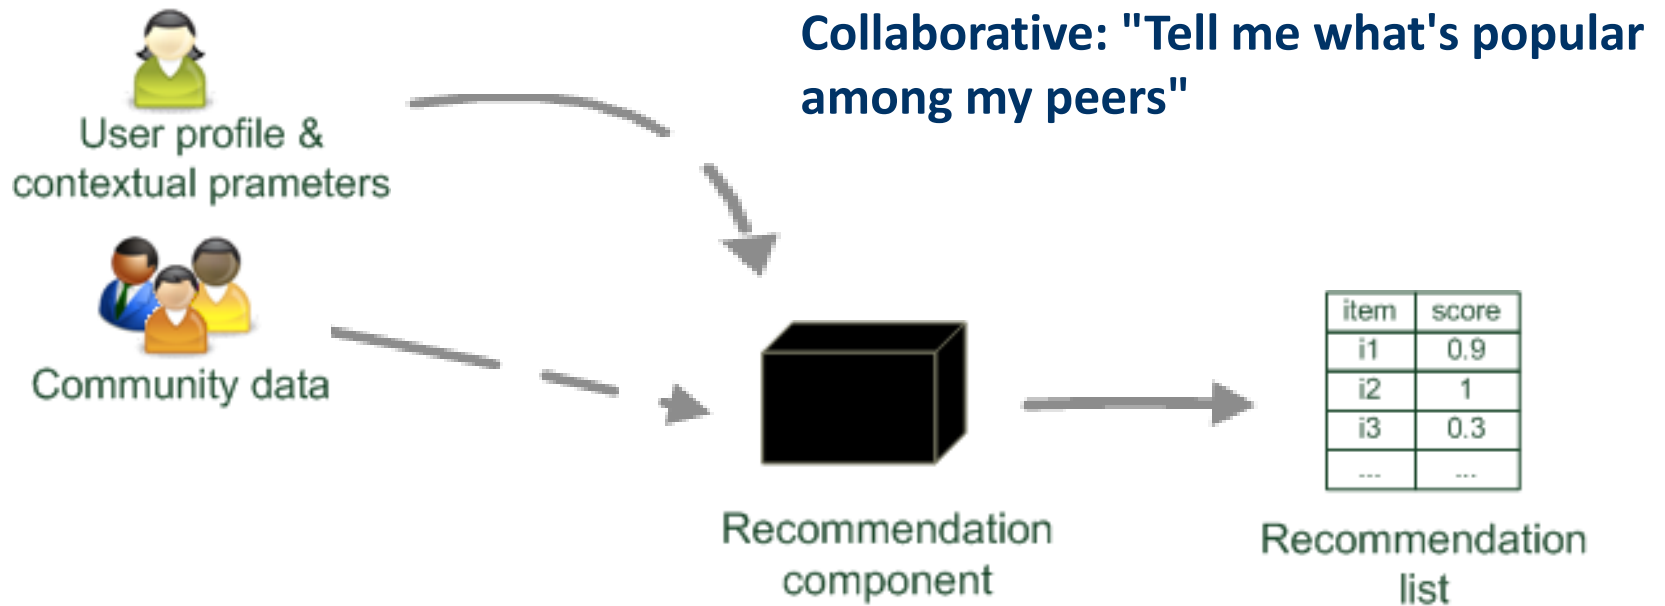 Collaborative: "Tell me what's popular
among my peers"
User profile &
contextual prameters
Community data
item score
i1 0.9
i2 1
i3 0.3
... ...
Recommendation
component
Recommendation
list